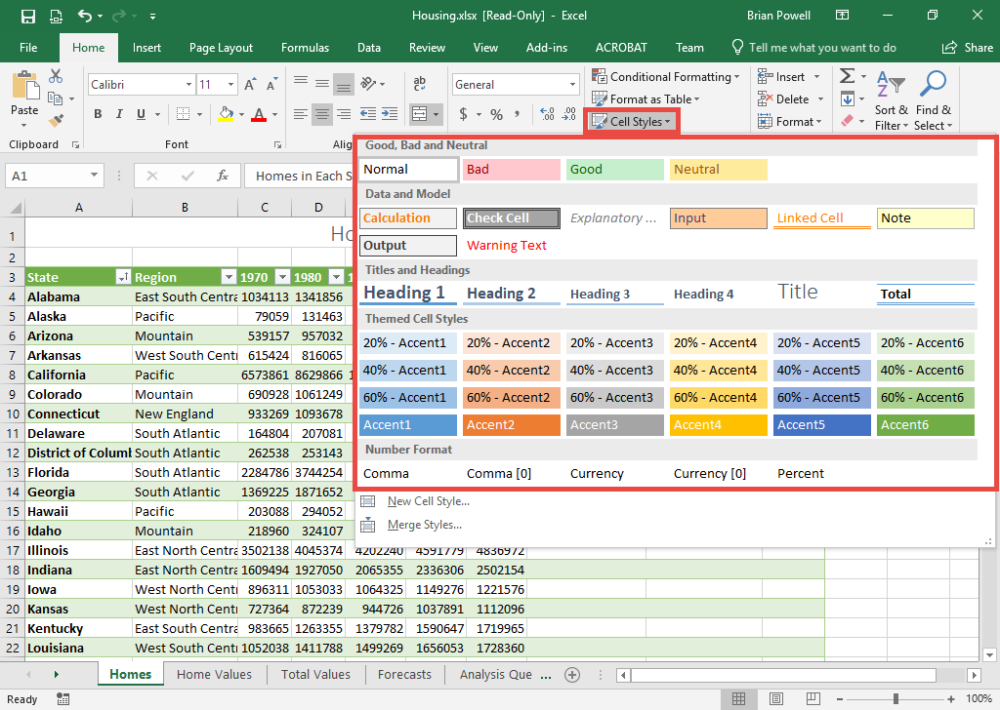 Housing.xlsx [Read-Only] - Excel
Brian Powell
File Home Insert Page Layout Formulas Data Review View Add-ins ACROBAT Team Tell me what you want to do Share
Paste
Clipboard
Calibri 11
B I U
Font
ab
Alig
General
$ % ,
Conditional Formatting
Format as Table
Cell Styles
Insert
Delete
Format
Sort & Filter
Find & Select
A1 fx Homes in Each S
Good, Bad and Neutral
Normal Bad Good Neutral
Data and Model
Calculation Check Cell Explanatory ... Input Linked Cell Note
Output Warning Text
Titles and Headings
Heading 1 Heading 2 Heading 3 Heading 4 Title Total
Themed Cell Styles
20% - Accent1 20% - Accent2 20% - Accent3 20% - Accent4 20% - Accent5 20% - Accent6
40% - Accent1 40% - Accent2 40% - Accent3 40% - Accent4 40% - Accent5 40% - Accent6
60% - Accent1 60% - Accent2 60% - Accent3 60% - Accent4 60% - Accent5 60% - Accent6
Accent1 Accent2 Accent3 Accent4 Accent5 Accent6
Number Format
Comma Comma [0] Currency Currency [0] Percent
New Cell Style...
Merge Styles...
A B C D
1 Ho
2
3 State Region 1970 1980 1
4 Alabama East South Centra 1034113 1341856
5 Alaska Pacific 79059 131463
6 Arizona Mountain 539157 957032
7 Arkansas West South Centr 615424 816065
8 California Pacific 6573861 8629866 1
9 Colorado Mountain 690928 1061249
10 Connecticut New England 933269 1093678
11 Delaware South Atlantic 164804 207081
12 District of Columb South Atlantic 262538 253143
13 Florida South Atlantic 2284786 3744254
14 Georgia South Atlantic 1369225 1871652
15 Hawaii Pacific 203088 294052
16 Idaho Mountain 218960 324107
17 Illinois East North Centra 3502138 4045374 4202240 4591779 4836972
18 Indiana East North Centra 1609494 1927050 2065355 2336306 2502154
19 Iowa West North Centr 896311 1053033 1064325 1149276 1221576
20 Kansas West North Centr 727364 872239 944726 1037891 1112096
21 Kentucky East South Centra 983665 1263355 1379782 1590647 1719965
22 Louisiana West South Centr 1052038 1411788 1499269 1656053 1728360
Homes Home Values Total Values Forecasts Analysis Que ...
Ready 100%